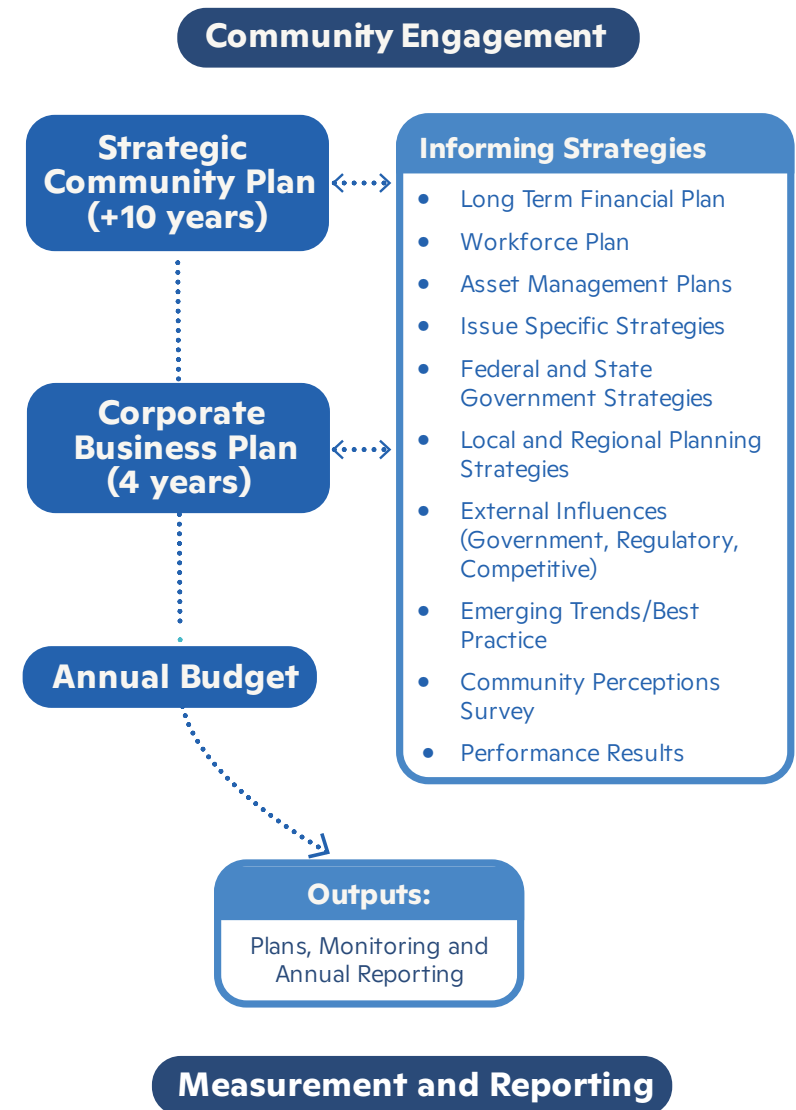 Community Engagement
Strategic
Community Plan
(+10 years)
Corporate
Business Plan
(4 years)
Annual Budget
Informing Strategies
• Long Term Financial Plan
• Workforce Plan
• Asset Management Plans
• Issue Specific Strategies
• Federal and State
Government Strategies
• Local and Regional Planning
Strategies
• External Influences
(Government, Regulatory,
Competitive)
• Emerging Trends/Best
Practice
• Community Perceptions
Survey
• Performance Results
Outputs:
Plans, Monitoring and
Annual Reporting
Measurement and Reporting